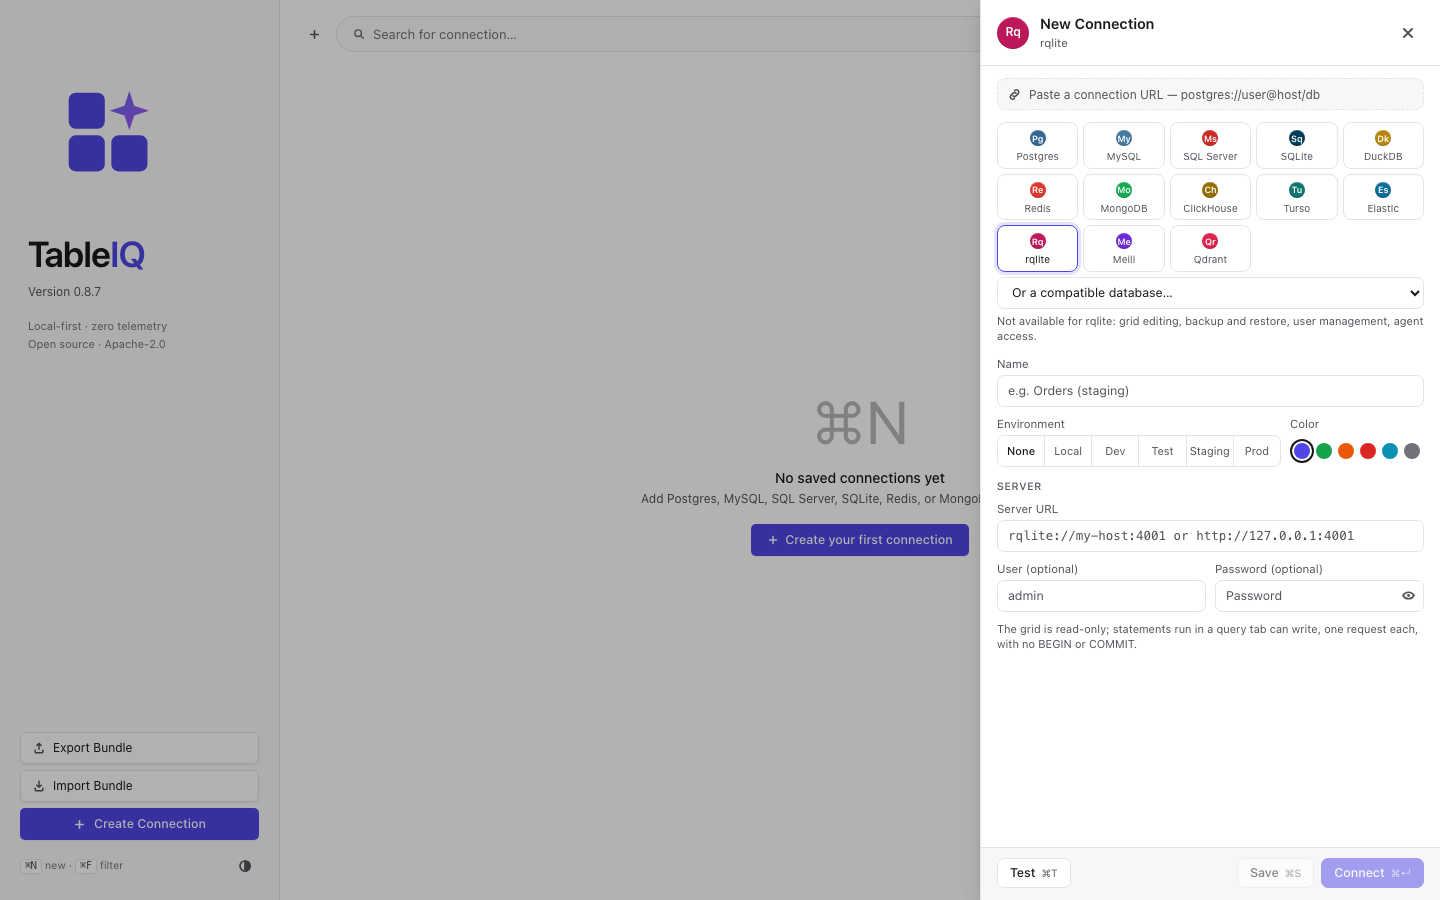 TableIQ
Version 0.8.7
Local-first · zero telemetry
Open source · Apache-2.0
Export Bundle
Import Bundle
+ Create Connection
⌘N new · ⌘F filter
+
Search for connection...
⌘N
No saved connections yet
Add Postgres, MySQL, SQL Server, SQLite, Redis, or Mongo
+ Create your first connection
Rq
New Connection
rqlite
Paste a connection URL — postgres://user@host/db
Pg My Ms Sq Dk
Postgres MySQL SQL Server SQLite DuckDB
Re Mo Ch Tu Es
Redis MongoDB ClickHouse Turso Elastic
Rq Me Qr
rqlite Meili Qdrant
Or a compatible database...
Not available for rqlite: grid editing, backup and restore, user management, agent
access.
Name
e.g. Orders (staging)
Environment Color
None Local Dev Test Staging Prod
SERVER
Server URL
rqlite://my-host:4001 or http://127.0.0.1:4001
User (optional) Password (optional)
admin Password
The grid is read-only; statements run in a query tab can write, one request each,
with no BEGIN or COMMIT.
Test ⌘T Save ⌘S Connect ⌘↵